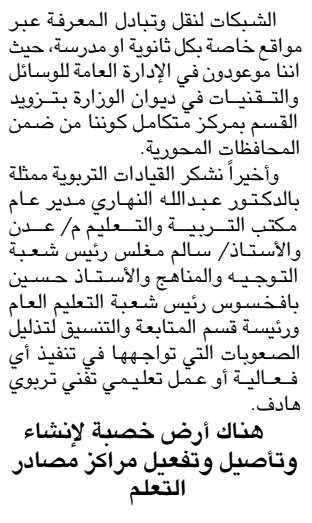 الشبكات لنقل وتبادل المعرفة عبر
مواقع خاصة بكل ثانوية او مدرسة، حيث
اننا موعودون في الإدارة العامة للوسائل
والتقنيات في ديوان الوزارة بتزويد
القسم بمركز متكامل كوننا من ضمن
المحافظات المحورية.
وأخيراً نشكر القيادات التربوية ممثلة
بالدكتور عبدالله النهاري مدير عام
مكتب التربية والتعليم م/ عدن
والأستاذ/ سالم مغلس رئيس شعبة
التوجيه والمناهج والأستاذ حسين
بافخسوس رئيس شعبة التعليم العام
ورئيسة قسم المتابعة والتنسيق لتذليل
الصعوبات التي تواجهها في تنفيذ أي
فعالية أو عمل تعليمي تقني تربوي
هادف.
هناك أرض خصبة لإنشاء
وتأصيل وتفعيل مراكز مصادر
التعلم